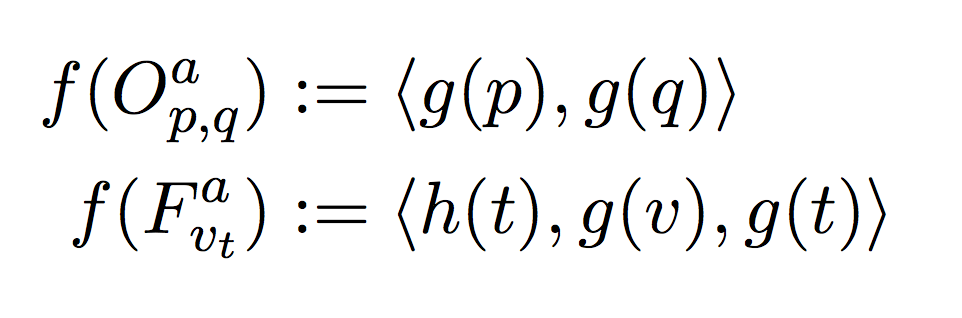 f(O^a_{p,q}) := ⟨g(p), g(q)⟩
f(F^a_{v_t}) := ⟨h(t), g(v), g(t)⟩